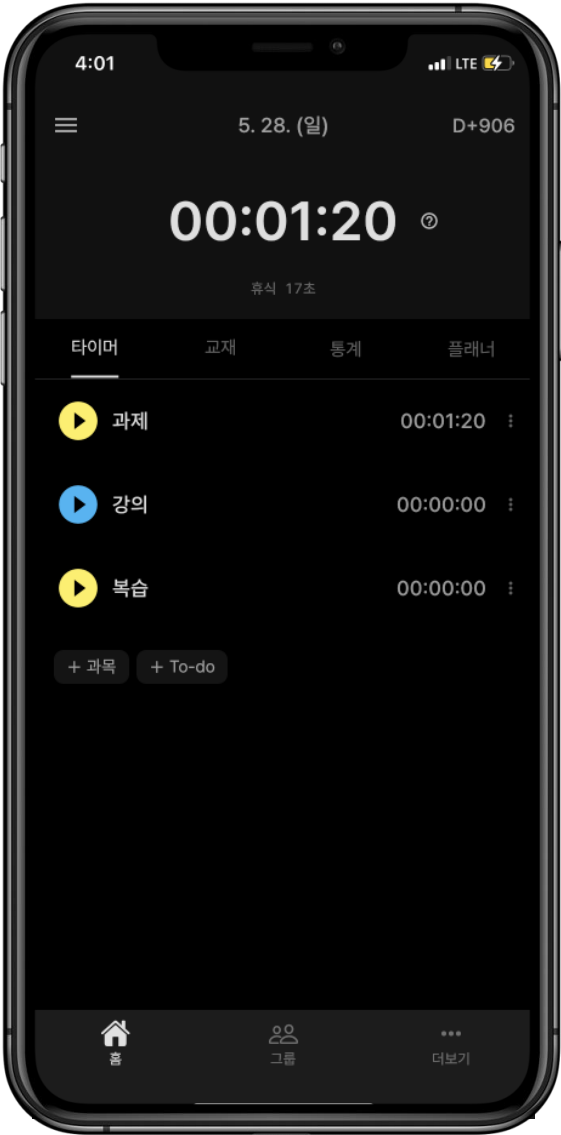 4:01 LTE
5. 28. (일) D+906
00:01:20
휴식 17초
타이머 교재 통계 플래너
과제 00:01:20
강의 00:00:00
복습 00:00:00
+ 과목 + To-do
홈 그룹 더보기